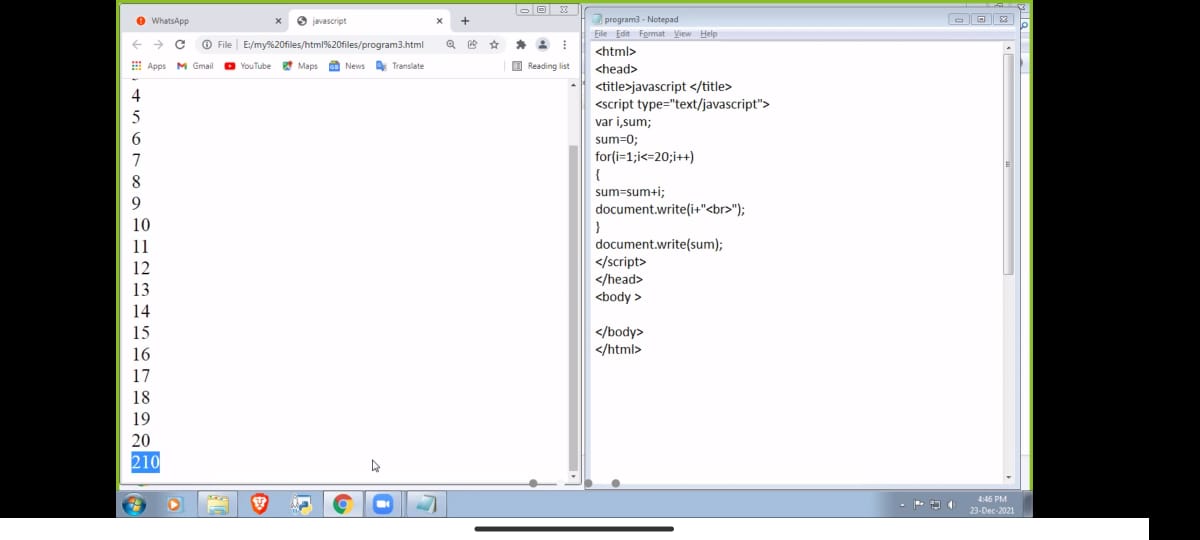 WhatsApp
javascript
File | E:/my%20files/html%20files/program3.html
Apps Gmail YouTube Maps News Translate Reading list
4
5
6
7
8
9
10
11
12
13
14
15
16
17
18
19
20
210
program3 - Notepad
File Edit Format View Help
<html>
<head>
<title>javascript </title>
<script type="text/javascript">
var i,sum;
sum=0;
for(i=1;i<=20;i++)
{
sum=sum+i;
document.write(i+"<br>");
}
document.write(sum);
</script>
</head>
<body >
</body>
</html>
4:46 PM
23-Dec-2021